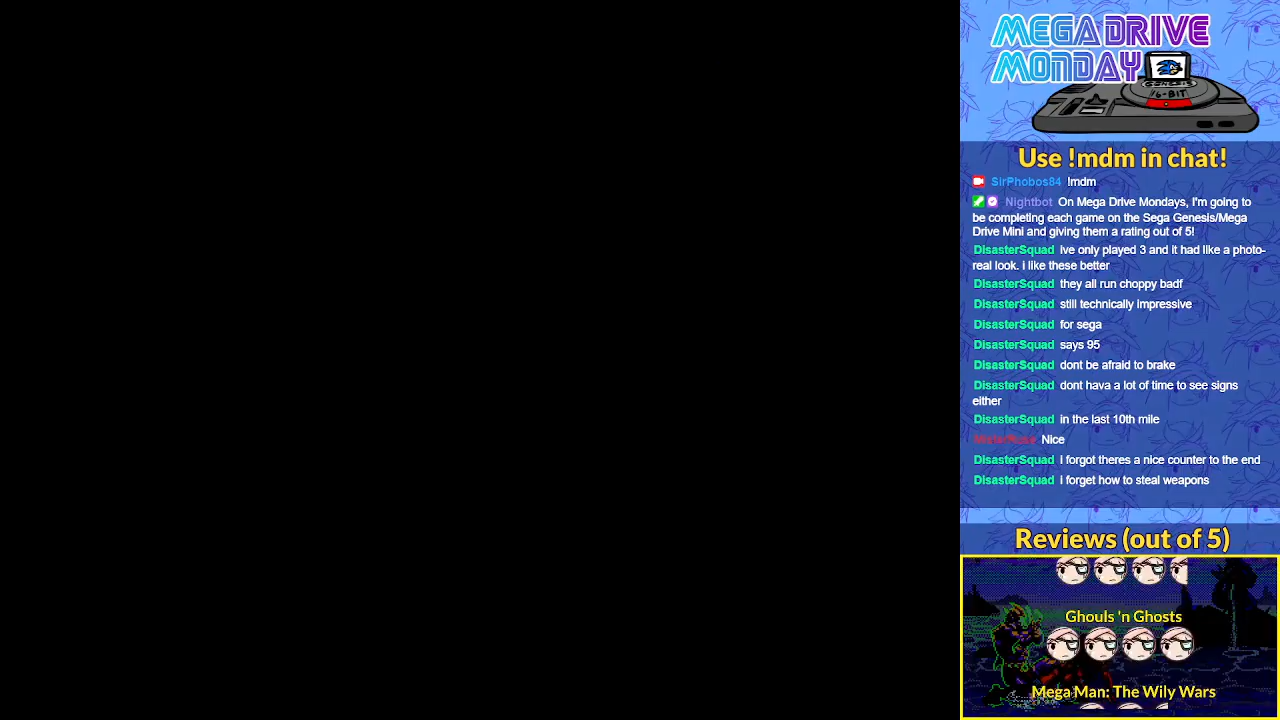 MEGA DRIVE
MONDAY
GENESIS
16-BIT
Use !mdm in chat!
SirPhobos84 !mdm
Nightbot On Mega Drive Mondays, I'm going to
be completing each game on the Sega Genesis/Mega
Drive Mini and giving them a rating out of 5!
DisasterSquad ive only played 3 and it had like a photo-
real look. i like these better
DisasterSquad they all run choppy badf
DisasterSquad still technically impressive
DisasterSquad for sega
DisasterSquad says 95
DisasterSquad dont be afraid to brake
DisasterSquad dont hava a lot of time to see signs
either
DisasterSquad in the last 10th mile
Nice
DisasterSquad i forgot theres a nice counter to the end
DisasterSquad i forget how to steal weapons
Reviews (out of 5)
Ghouls 'n Ghosts
Mega Man: The Wily Wars